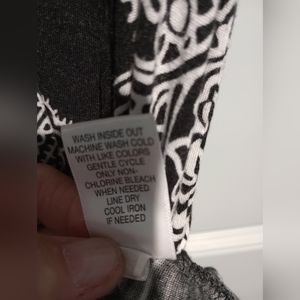 WASH INSIDE OUT
MACHINE WASH COLD
WITH LIKE COLORS
GENTLE CYCLE
ONLY NON-
CHLORINE BLEACH
WHEN NEEDED
LINE DRY
COOL IRON
IF NEEDED